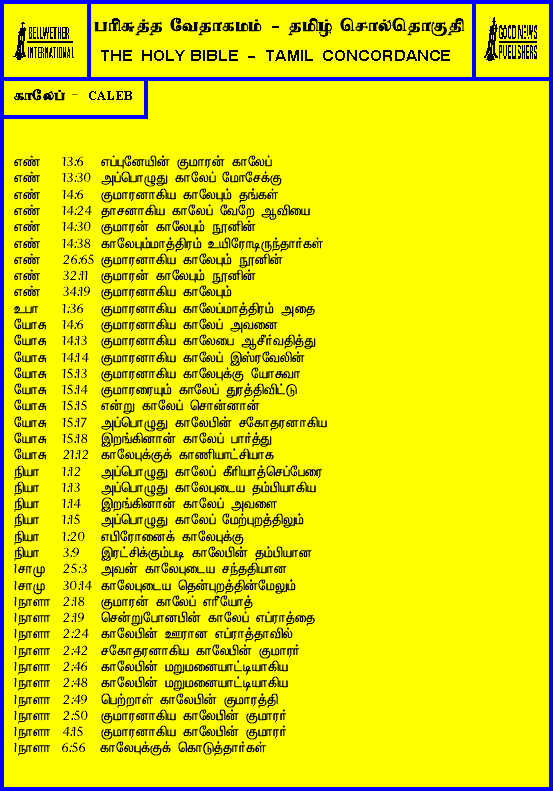 BELLWETHER
INTERNATIONAL
பரிசுத்த வேதாகமம் - தமிழ் சொல்தொகுதி
THE HOLY BIBLE - TAMIL CONCORDANCE
GOOD NEWS
PUBLISHERS
காலேப் - CALEB
எண் 13:6 எப்புனேயின் குமாரன் காலேப்
எண் 13:30 அப்பொழுது காலேப் மோசேக்கு
எண் 14:6 குமாரனாகிய காலேபும் தங்கள்
எண் 14:24 தாசனாகிய காலேப் வேறே ஆவியை
எண் 14:30 குமாரன் காலேபும் நூனின்
எண் 14:38 காலேபும்மாத்திரம் உயிரோடிருந்தார்கள்
எண் 26:65 குமாரனாகிய காலேபும் நூனின்
எண் 32:11 குமாரன் காலேபும் நூனின்
எண் 34:19 குமாரனாகிய காலேபும்
உபா 1:36 குமாரனாகிய காலேப்மாத்திரம் அதை
யோசு 14:6 குமாரனாகிய காலேப் அவனை
யோசு 14:13 குமாரனாகிய காலேபை ஆசீர்வதித்து
யோசு 14:14 குமாரனாகிய காலேப் இஸ்ரவேலின்
யோசு 15:13 குமாரனாகிய காலேபுக்கு யோசுவா
யோசு 15:14 குமாரரையும் காலேப் துரத்திவிட்டு
யோசு 15:15 என்று காலேப் சொன்னான்
யோசு 15:17 அப்பொழுது காலேபின் சகோதரனாகிய
யோசு 15:18 இறங்கினான் காலேப் பார்த்து
யோசு 21:12 காலேபுக்குக் காணியாட்சியாக
நியா 1:12 அப்பொழுது காலேப் கீரியாத்செப்பேரை
நியா 1:13 அப்பொழுது காலேபுடைய தம்பியாகிய
நியா 1:14 இறங்கினான் காலேப் அவளை
நியா 1:15 அப்பொழுது காலேப் மேற்புறத்திலும்
நியா 1:20 எபிரோனைக் காலேபுக்கு
நியா 3:9 இரட்சிக்கும்படி காலேபின் தம்பியான
1சாமு 25:3 அவன் காலேபுடைய சந்ததியான
1சாமு 30:14 காலேபுடைய தென்புறத்தின்மேலும்
1நாளா 2:18 குமாரன் காலேப் எரீயோத்
1நாளா 2:19 சென்றுபோனபின் காலேப் எப்ராத்தை
1நாளா 2:24 காலேபின் ஊரான எப்ராத்தாவில்
1நாளா 2:42 சகோதரனாகிய காலேபின் குமாரர்
1நாளா 2:46 காலேபின் மறுமனையாட்டியாகிய
1நாளா 2:48 காலேபின் மறுமனையாட்டியாகிய
1நாளா 2:49 பெற்றாள் காலேபின் குமாரத்தி
1நாளா 2:50 குமாரனாகிய காலேபின் குமாரர்
1நாளா 4:15 குமாரனாகிய காலேபின் குமாரர்
1நாளா 6:56 காலேபுக்குக் கொடுத்தார்கள்